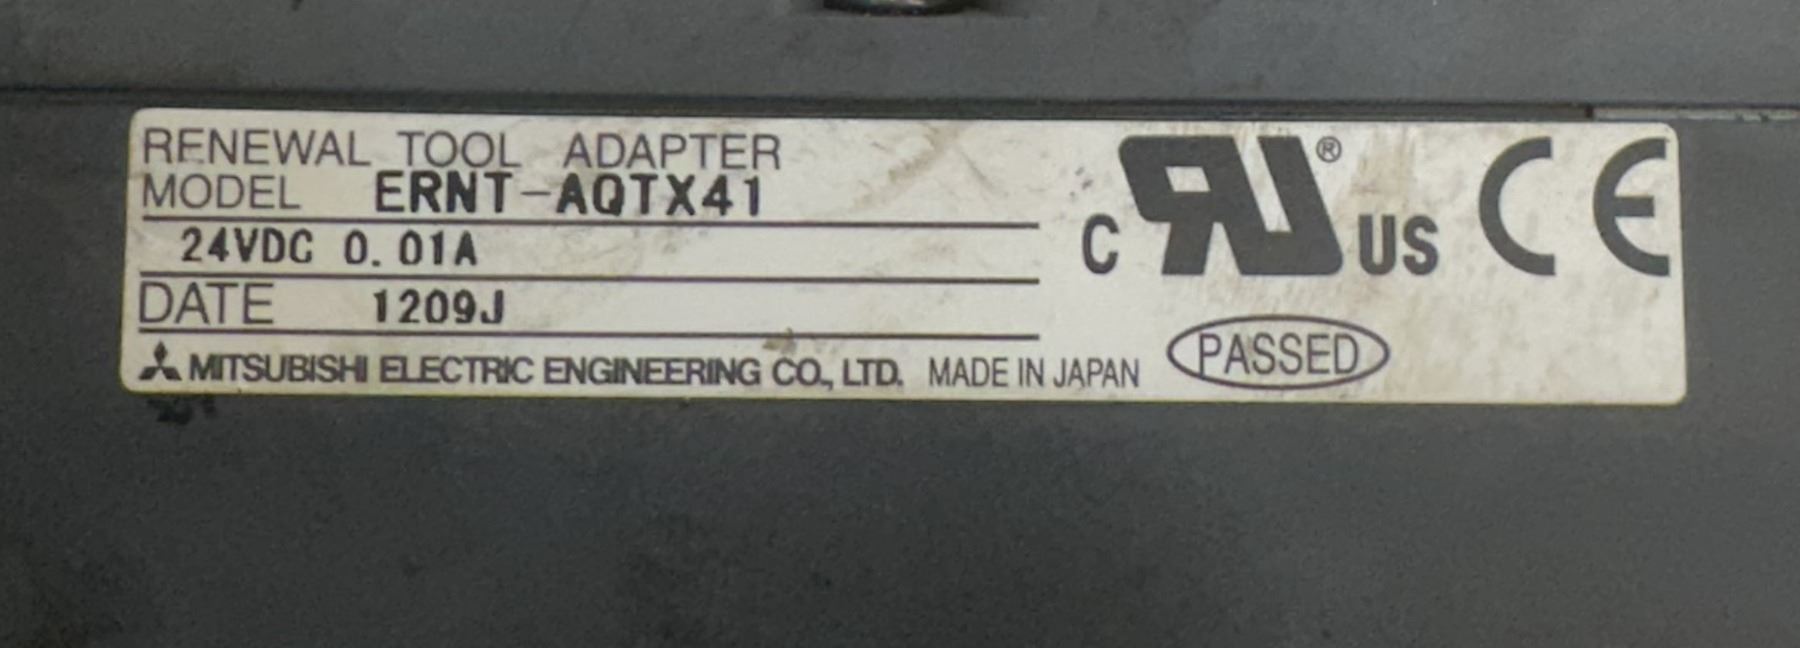 RENEWAL TOOL ADAPTER
MODEL ERNT-AQTX41
24VDC 0.01A
DATE 1209J
MITSUBISHI ELECTRIC ENGINEERING CO., LTD. MADE IN JAPAN
C RU® US CE
PASSED